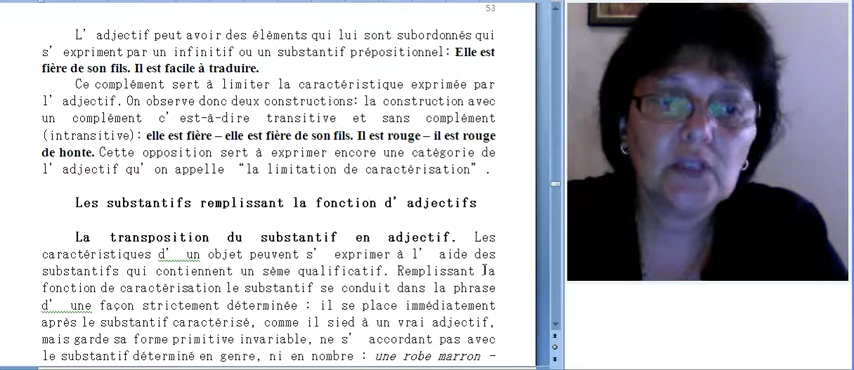 53
L' adjectif peut avoir des éléments qui lui sont subordonnés qui
s' expriment par un infinitif ou un substantif prépositionnel: Elle est
fière de son fils. Il est facile à traduire.
Ce complément sert à limiter la caractéristique exprimée par
l' adjectif. On observe donc deux constructions: la construction avec
un complément c' est-à-dire transitive et sans complément
(intransitive): elle est fière – elle est fière de son fils. Il est rouge – il est rouge
de honte. Cette opposition sert à exprimer encore une catégorie de
l' adjectif qu' on appelle "la limitation de caractérisation".
Les substantifs remplissant la fonction d' adjectifs
La transposition du substantif en adjectif. Les
caractéristiques d' un objet peuvent s' exprimer à l' aide des
substantifs qui contiennent un sème qualificatif. Remplissant la
fonction de caractérisation le substantif se conduit dans la phrase
d' une façon strictement déterminée : il se place immédiatement
après le substantif caractérisé, comme il sied à un vrai adjectif,
mais garde sa forme primitive invariable, ne s' accordant pas avec
le substantif déterminé en genre, ni en nombre : une robe marron –